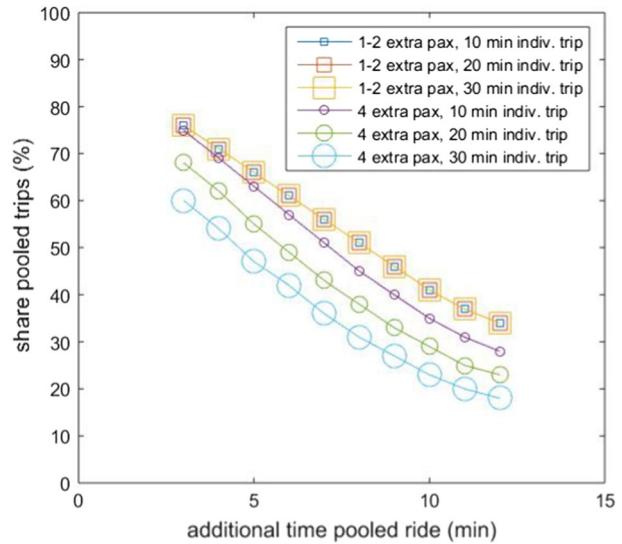 100
90
80
70
60
50
40
30
20
10
0
share pooled trips (%)
1-2 extra pax, 10 min indiv. trip
1-2 extra pax, 20 min indiv. trip
1-2 extra pax, 30 min indiv. trip
4 extra pax, 10 min indiv. trip
4 extra pax, 20 min indiv. trip
4 extra pax, 30 min indiv. trip
0 5 10 15
additional time pooled ride (min)